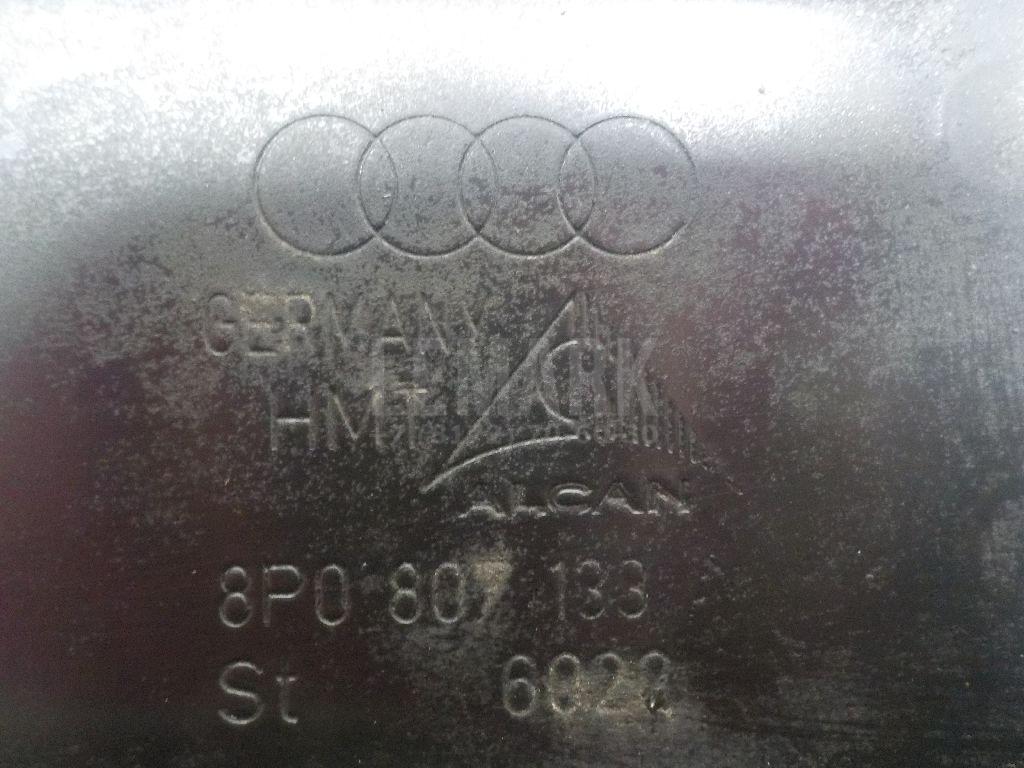 GERMANY
HMT
ALCAN
8P0 807 133
St